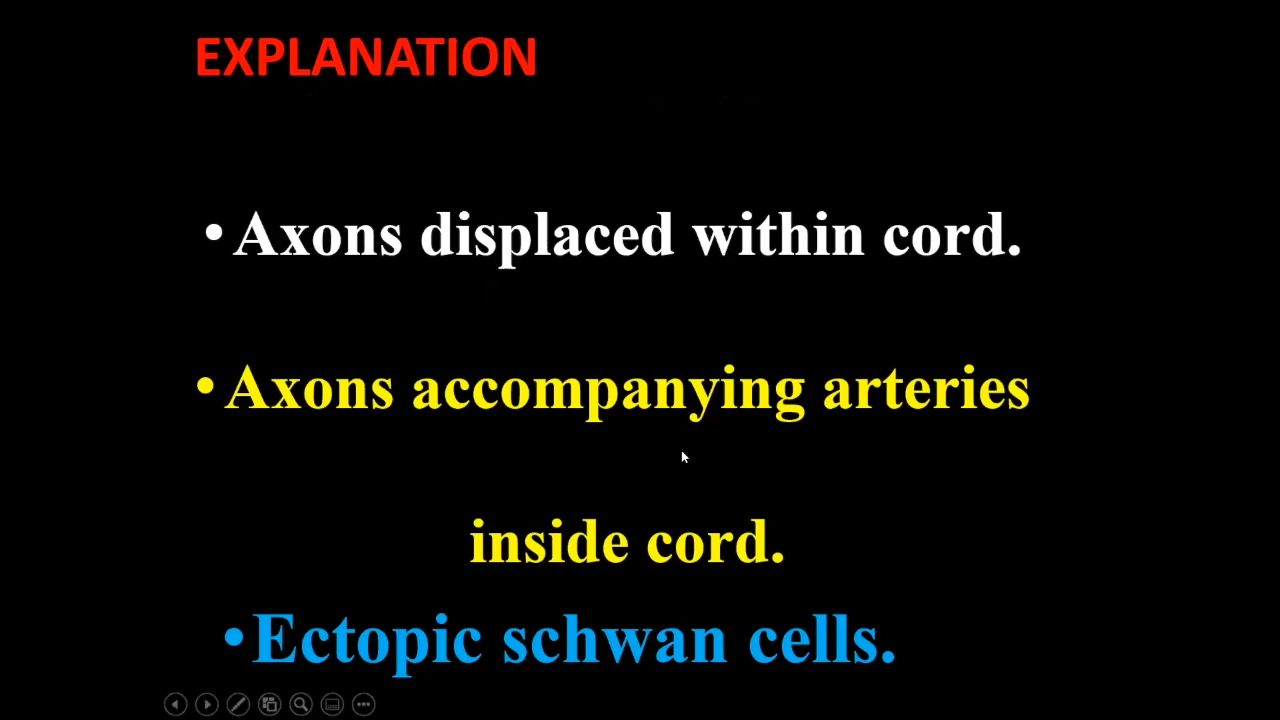 EXPLANATION
•Axons displaced within cord.
•Axons accompanying arteries
inside cord.
•Ectopic schwan cells.